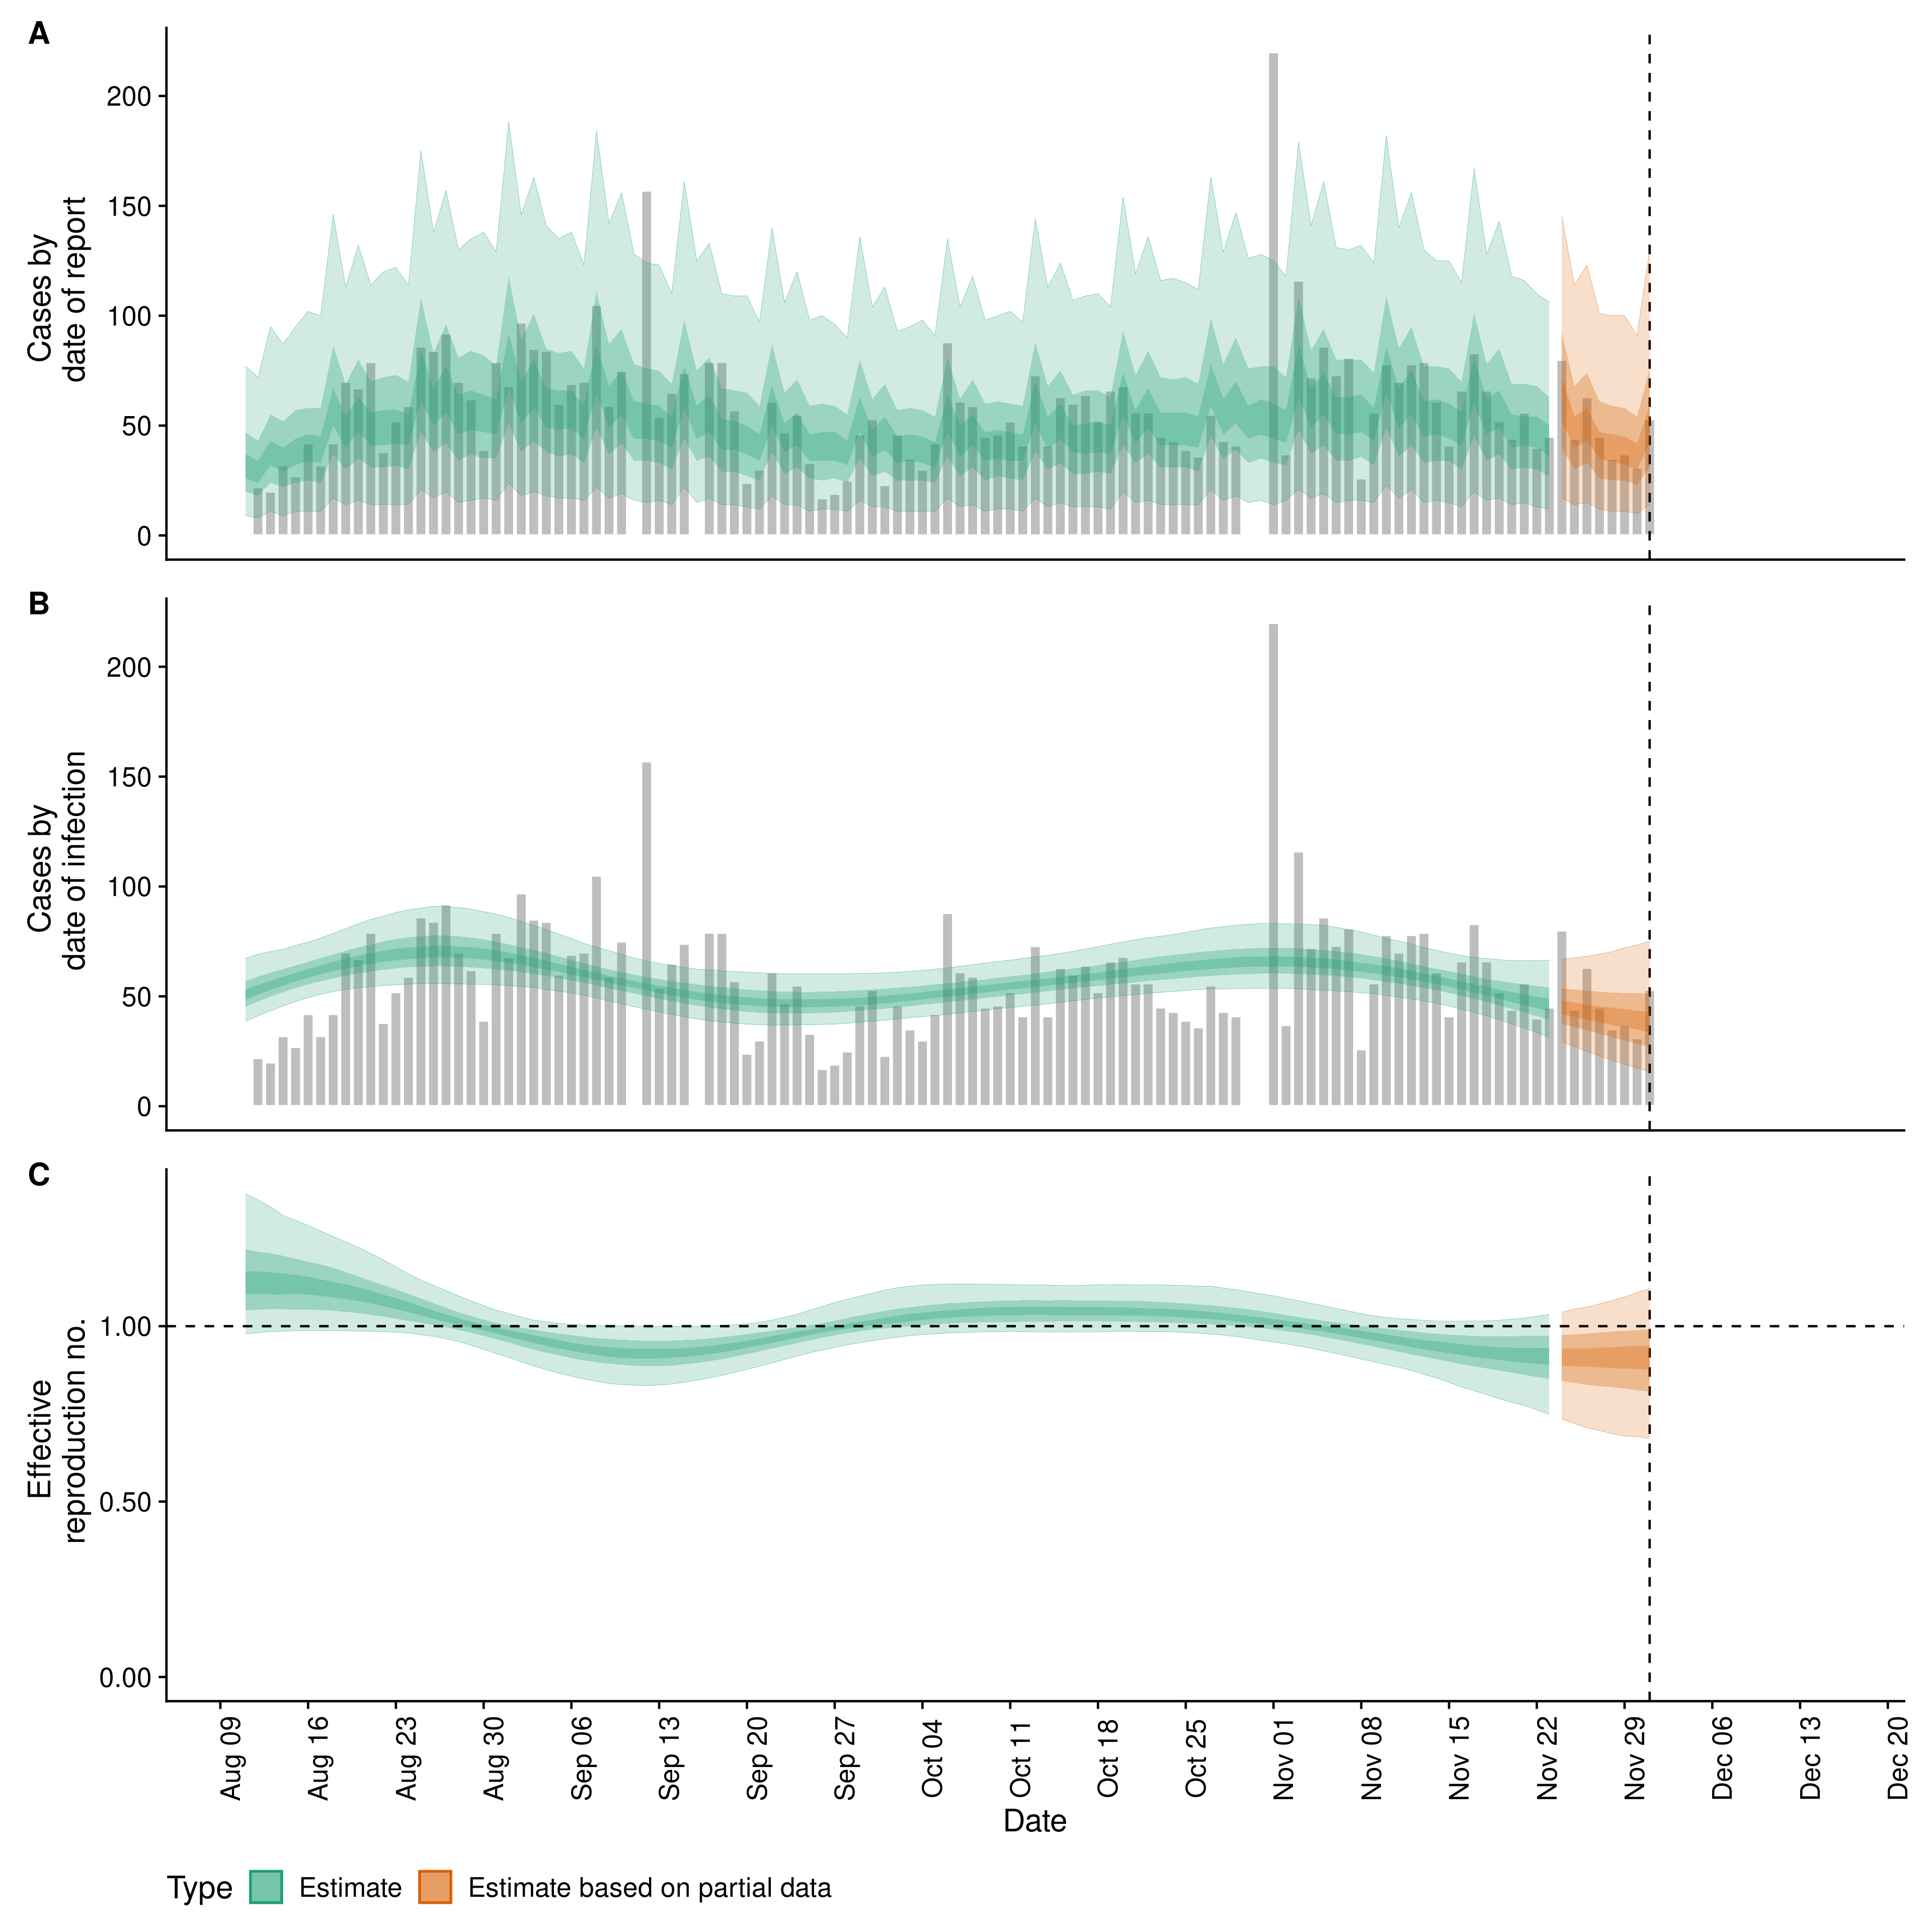 A
Cases by
date of report
200
150
100
50
0
B
Cases by
date of infection
200
150
100
50
0
C
Effective
reproduction no.
1.00
0.50
0.00
Aug 09
Aug 16
Aug 23
Aug 30
Sep 06
Sep 13
Sep 20
Sep 27
Oct 04
Oct 11
Oct 18
Oct 25
Nov 01
Nov 08
Nov 15
Nov 22
Nov 29
Dec 06
Dec 13
Dec 20
Date
Type Estimate Estimate based on partial data